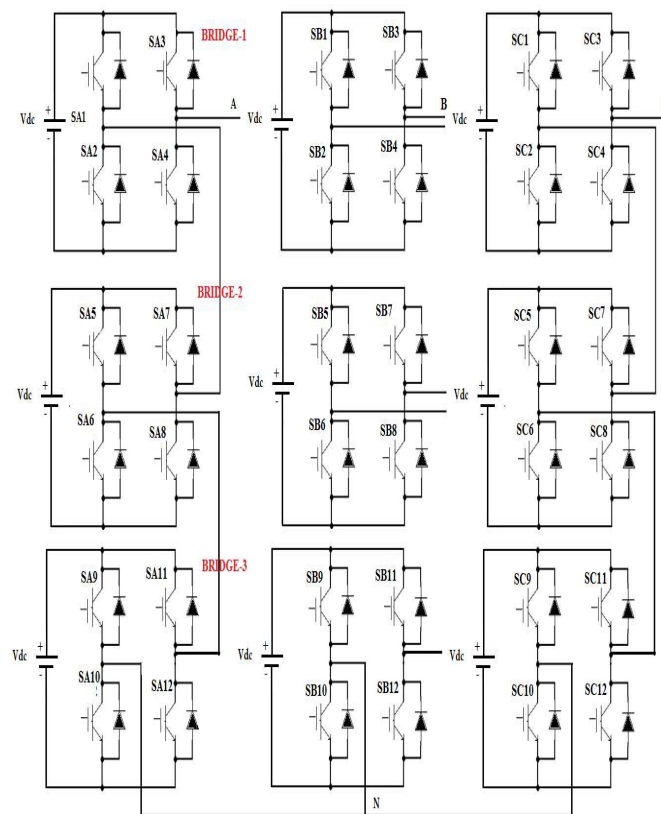 SA3
BRIDGE-1
SB1
SB3
SC1
SC3
A
B
+
Vdc
-
SA1
+
Vdc
-
+
Vdc
-
SA2
SA4
SB2
SB4
SC2
SC4
BRIDGE-2
SA5
SA7
SB5
SB7
SC5
SC7
+
Vdc
-
+
Vdc
-
+
Vdc
-
SA6
SA8
SB6
SB8
SC6
SC8
BRIDGE-3
SA9
SA11
SB9
SB11
SC9
SC11
+
Vdc
-
+
Vdc
-
+
Vdc
-
SA10
SA12
SB10
SB12
SC10
SC12
N